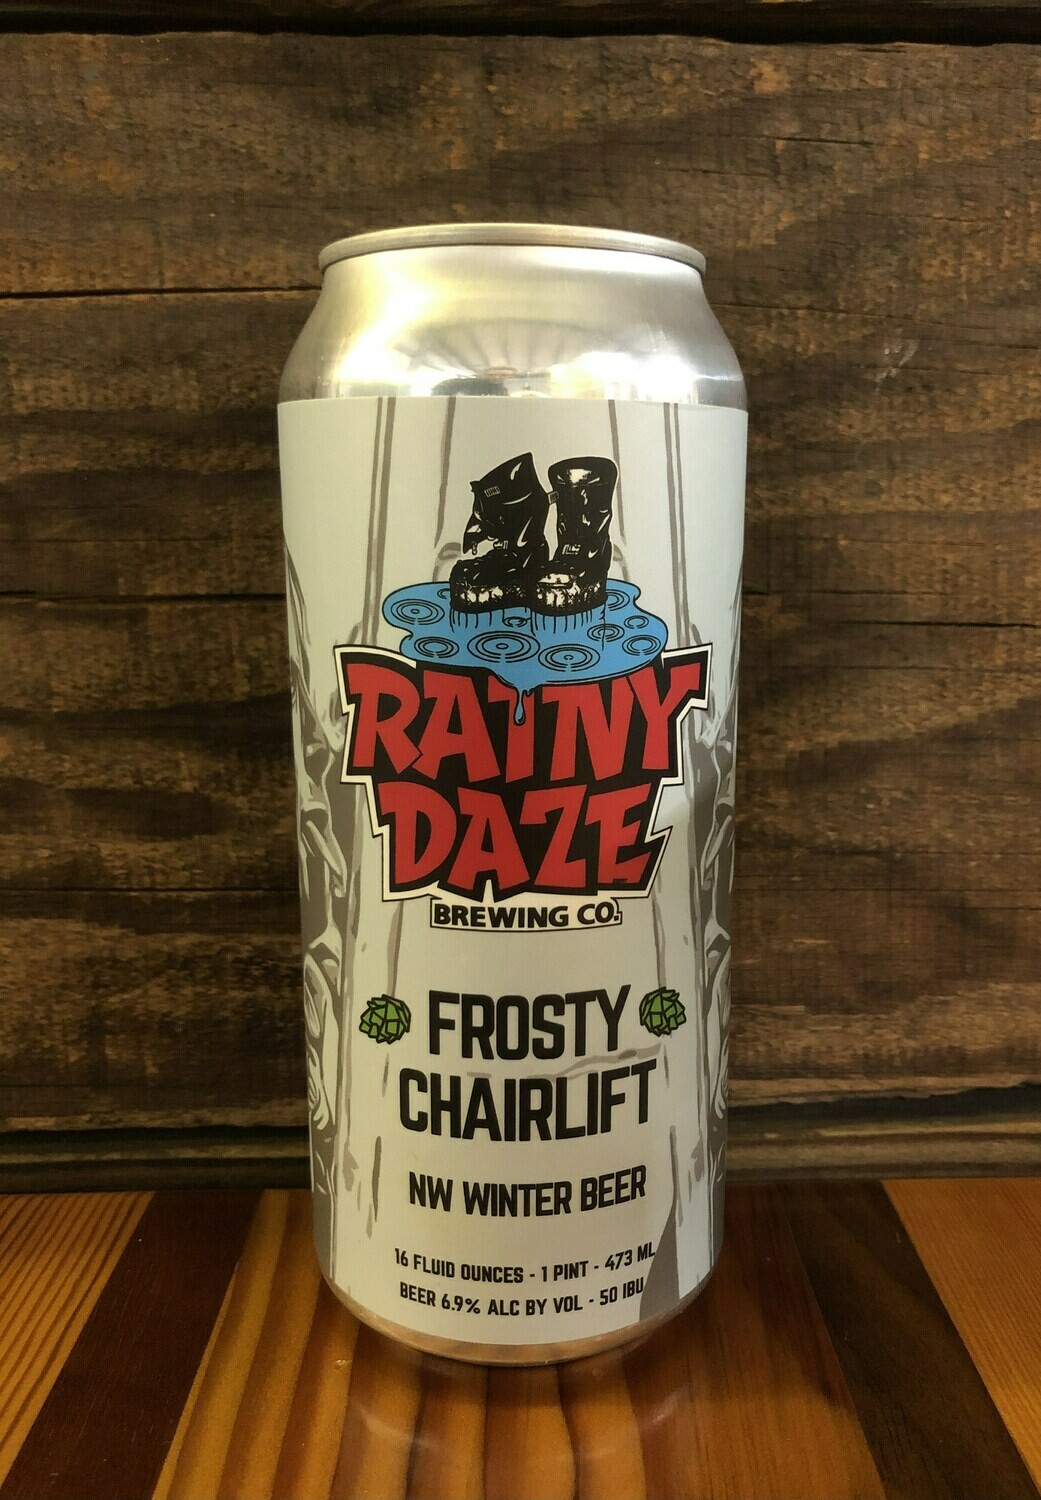 RAINY
DAZE
BREWING CO.
FROSTY
CHAIRLIFT
NW WINTER BEER
16 FLUID OUNCES - 1 PINT - 473 ML
BEER 6.9% ALC BY VOL - 50 IBU